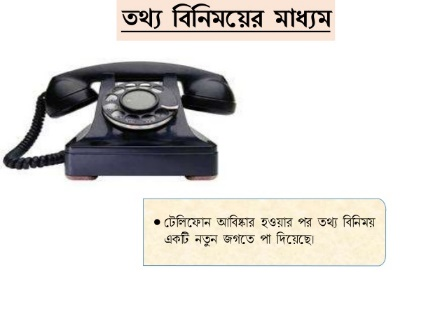 তথ্য বিনিময়ের মাধ্যম
• টেলিফোন আবিষ্কার হওয়ার পর তথ্য বিনিময়
একটি নতুন জগতে পা দিয়েছে।